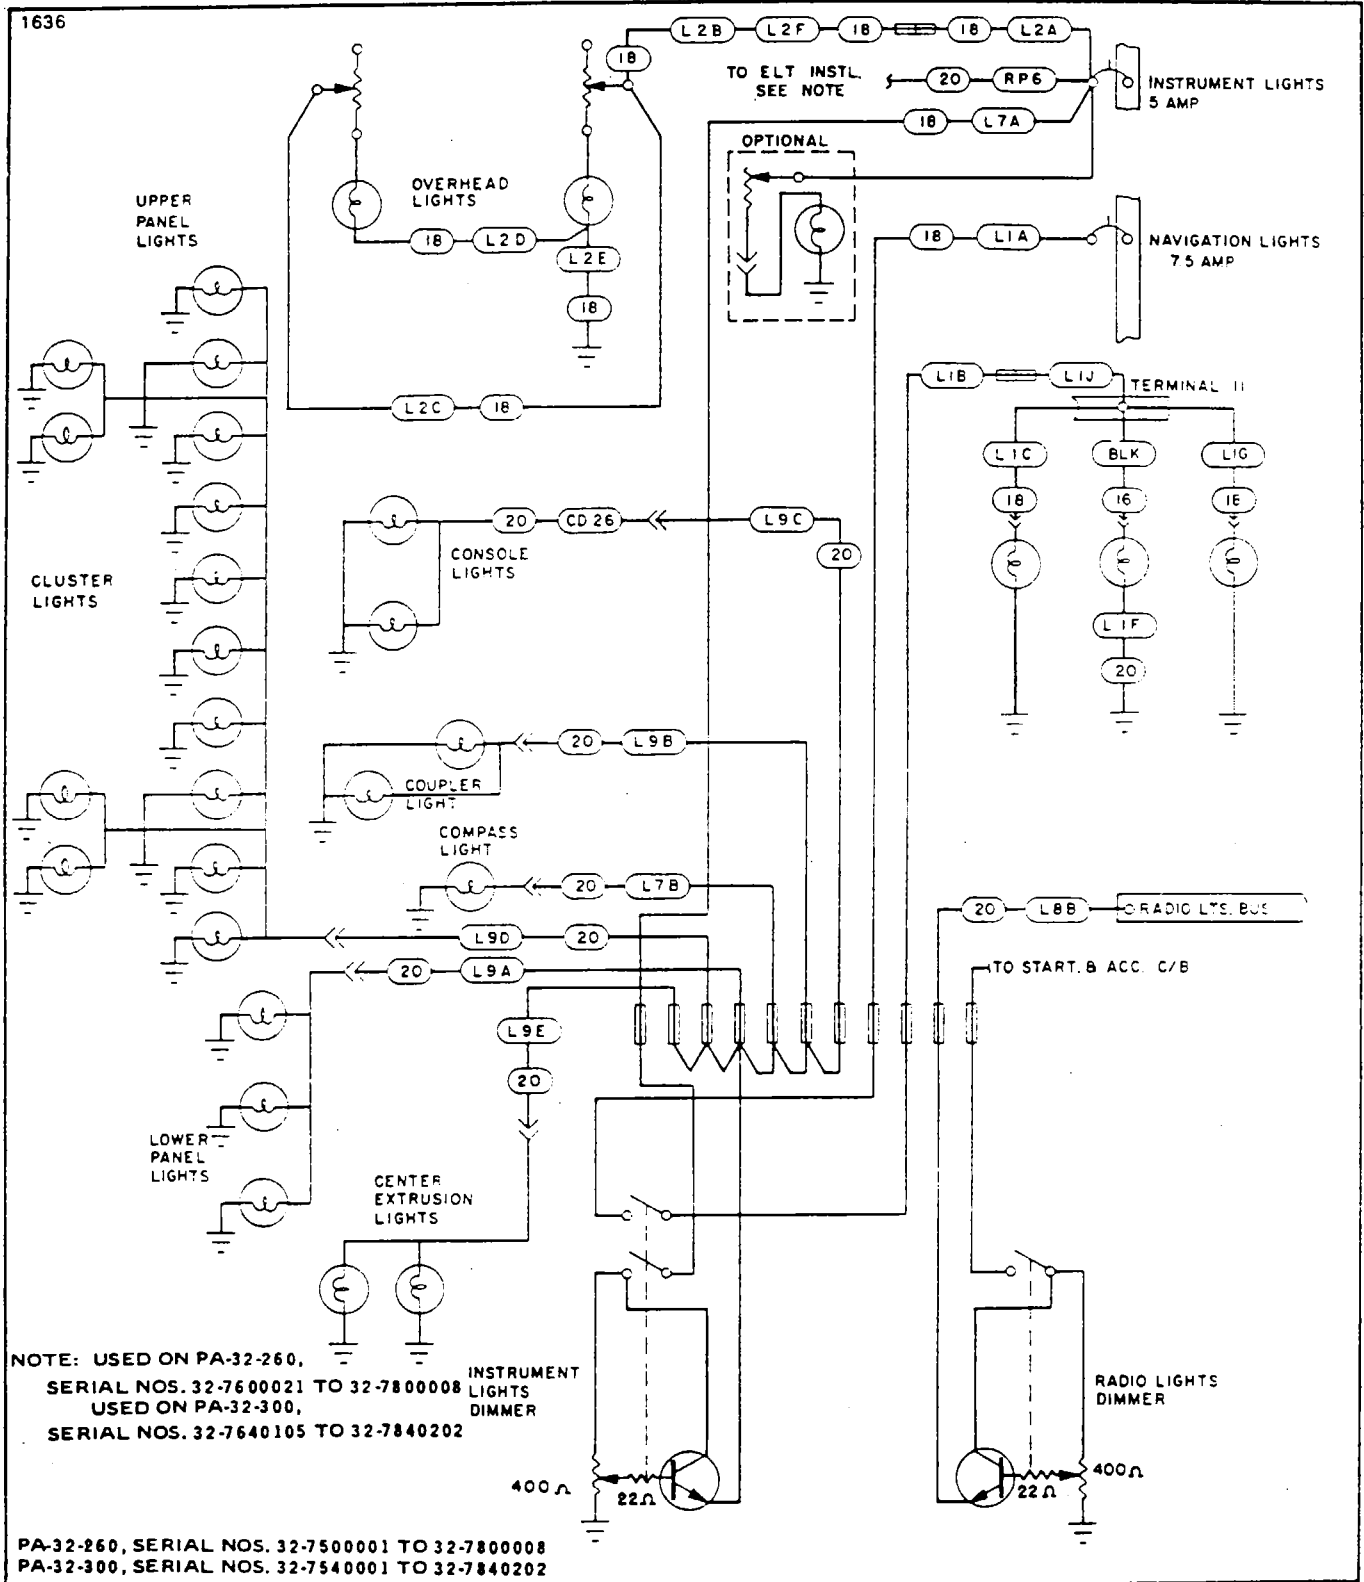 1636
L2B L2F 18 18 L2A
18
TO ELT INSTL.
SEE NOTE
20 RP6
INSTRUMENT LIGHTS
5 AMP
18 L7A
OPTIONAL
OVERHEAD
LIGHTS
UPPER
PANEL
LIGHTS
18 L2D
L2E
18
18 L1A
NAVIGATION LIGHTS
7.5 AMP
L1B L1J
TERMINAL 11
L2C 18
L1C BLK L1G
18 16 18
20 CD26 L9C
CONSOLE
LIGHTS
20
CLUSTER
LIGHTS
L1F
20
20 L9B
COUPLER
LIGHT
COMPASS
LIGHT
20 L7B
20 L8B RADIO LTS. BUS
L9D 20
20 L9A
TO START. & ACC. C/B
L9E
20
LOWER
PANEL
LIGHTS
CENTER
EXTRUSION
LIGHTS
NOTE: USED ON PA-32-260,
SERIAL NOS. 32-7600021 TO 32-7800008
USED ON PA-32-300,
SERIAL NOS. 32-7640105 TO 32-7840202
INSTRUMENT
LIGHTS
DIMMER
RADIO LIGHTS
DIMMER
400Ω 22Ω 22Ω 400Ω
PA-32-260, SERIAL NOS. 32-7500001 TO 32-7800008
PA-32-300, SERIAL NOS. 32-7540001 TO 32-7840202